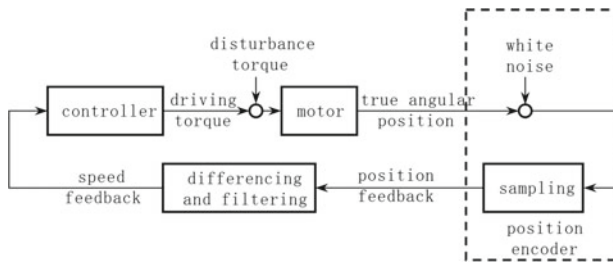 disturbance
torque
white
noise
controller
driving
torque
motor
true angular
position
speed
feedback
differencing
and filtering
position
feedback
sampling
position
encoder